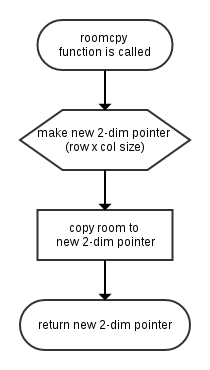 roomcpy
function is called
make new 2-dim pointer
(row x col size)
copy room to
new 2-dim pointer
return new 2-dim pointer